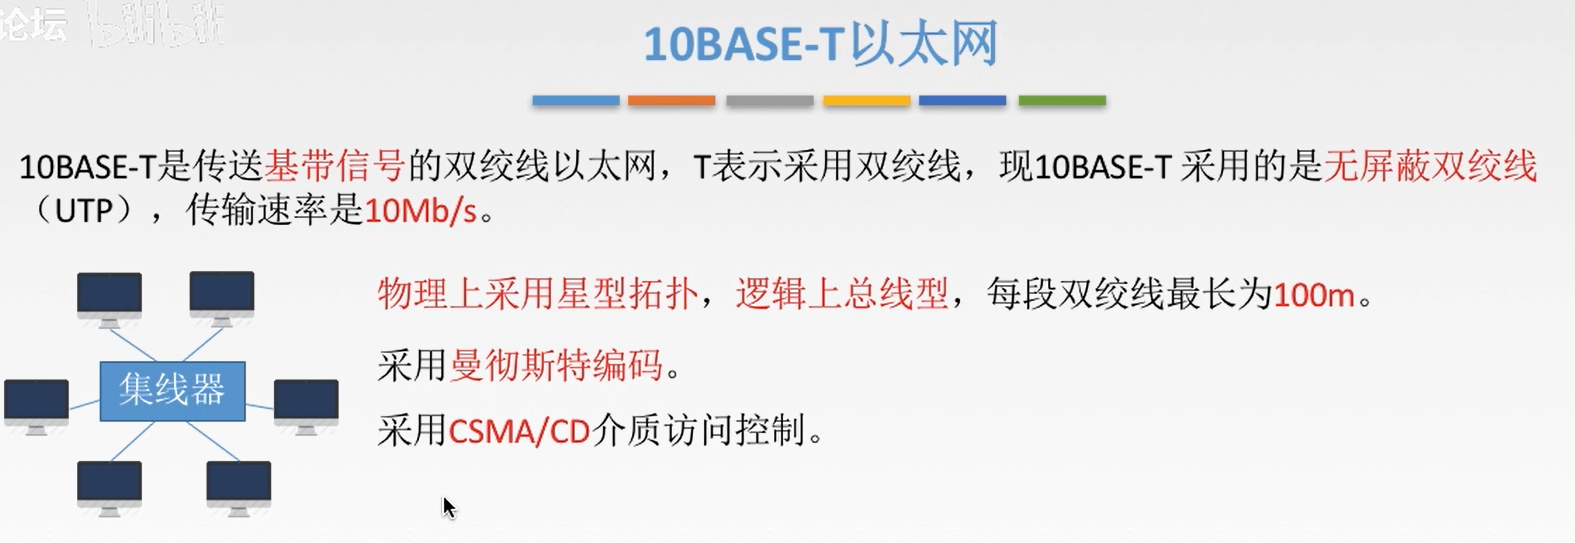 论坛 bilibili
10BASE-T以太网
10BASE-T是传送基带信号的双绞线以太网，T表示采用双绞线，现10BASE-T 采用的是无屏蔽双绞线
（UTP），传输速率是10Mb/s。
物理上采用星型拓扑，逻辑上总线型，每段双绞线最长为100m。
采用曼彻斯特编码。
集线器
采用CSMA/CD介质访问控制。